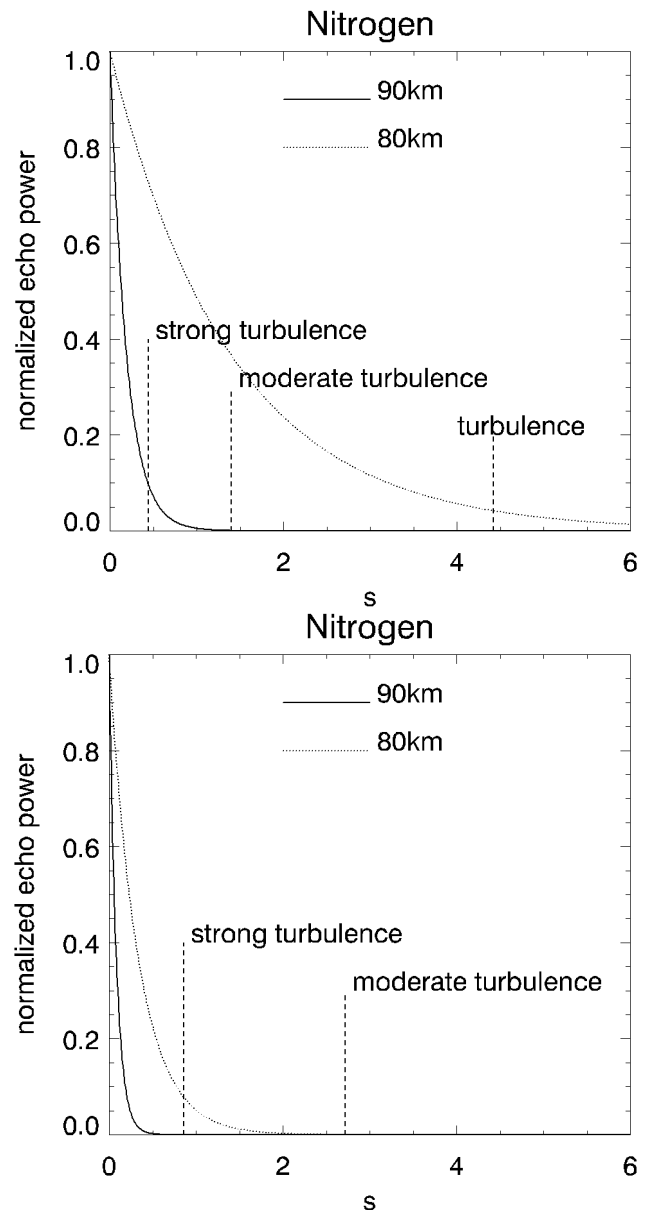 Nitrogen
1.0
90km
80km
0.8
0.6
normalized echo power
0.4
strong turbulence
moderate turbulence
0.2
turbulence
0.0
0 2 4 6
s
Nitrogen
1.0
90km
80km
0.8
0.6
normalized echo power
0.4
strong turbulence
moderate turbulence
0.2
0.0
0 2 4 6
s